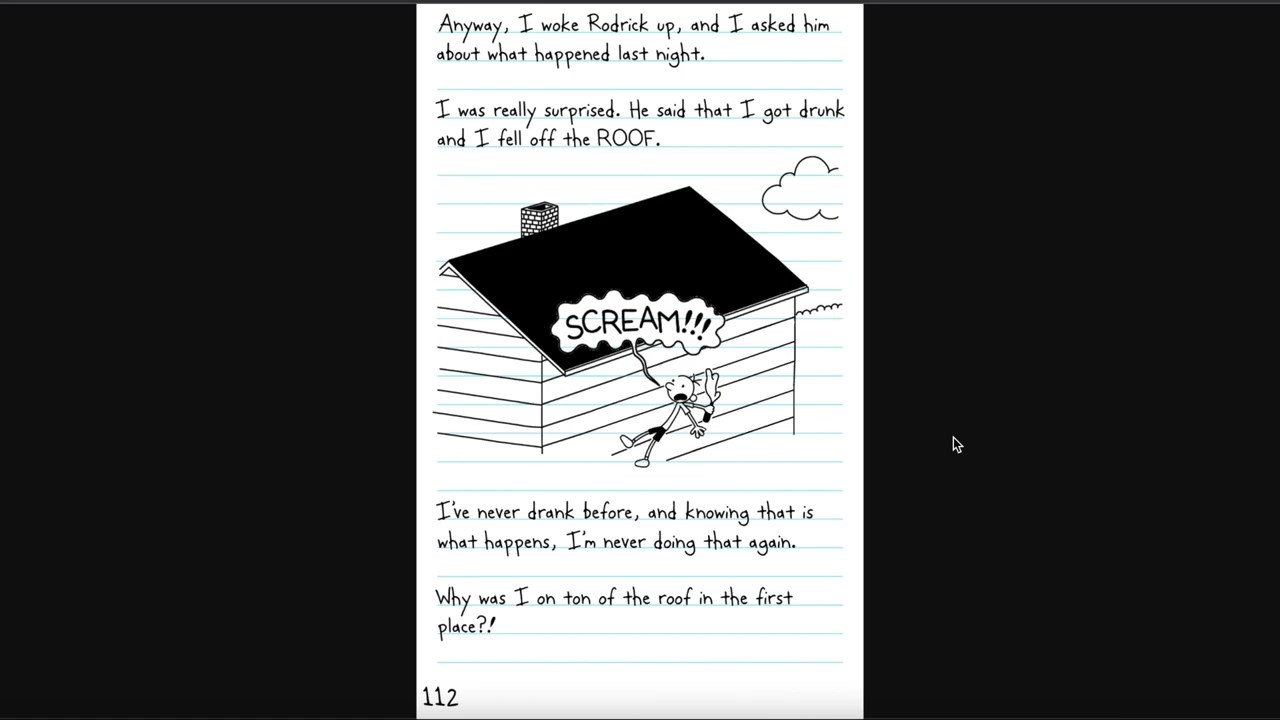 Anyway, I woke Rodrick up, and I asked him
about what happened last night.
I was really surprised. He said that I got drunk
and I fell off the ROOF.
SCREAM!!!
I've never drank before, and knowing that is
what happens, I'm never doing that again.
Why was I on ton of the roof in the first
place?!
112